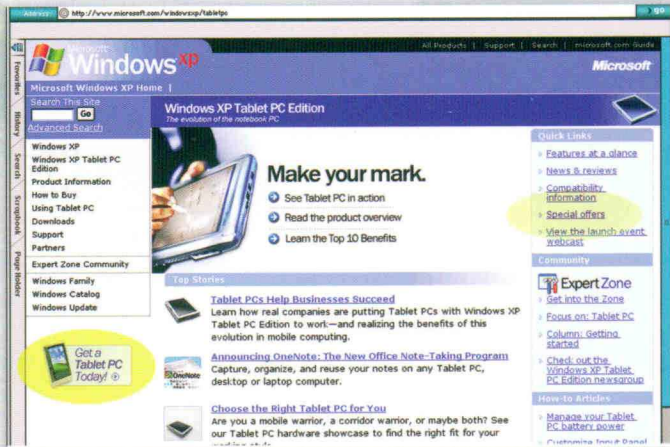 Address
http://www.microsoft.com/windowsxp/tabletpc
go
Favorites
History
Search
Scrapbook
Page Holder
All Products | Support | Search | microsoft.com Guide
Microsoft
Windows xp
Microsoft
Microsoft Windows XP Home |
Search This Site
Go
Advanced Search
Windows XP
Windows XP Tablet PC
Edition
Product Information
How to Buy
Using Tablet PC
Downloads
Support
Partners
Expert Zone Community
Windows Family
Windows Catalog
Windows Update
Get a
Tablet PC
Today!
Windows XP Tablet PC Edition
The evolution of the notebook PC
Make your mark.
See Tablet PC in action
Read the product overview
Learn the Top 10 Benefits
Top Stories
Tablet PCs Help Businesses Succeed
Learn how real companies are putting Tablet PCs with Windows XP
Tablet PC Edition to work—and realizing the benefits of this
evolution in mobile computing.
OneNote
Announcing OneNote: The New Office Note-Taking Program
Capture, organize, and reuse your notes on any Tablet PC,
desktop or laptop computer.
Choose the Right Tablet PC for You
Are you a mobile warrior, a corridor warrior, or maybe both? See
our Tablet PC hardware showcase to find the right fit for your
working style.
Quick Links
Features at a glance
News & reviews
Compatibility
information
Special offers
View the launch event
webcast
Community
Expert Zone
Get into the Zone
Focus on: Tablet PC
Column: Getting
started
Check out the
Windows XP Tablet
PC Edition newsgroup
How-to Articles
Manage your Tablet
PC battery power
Customize Input Panel